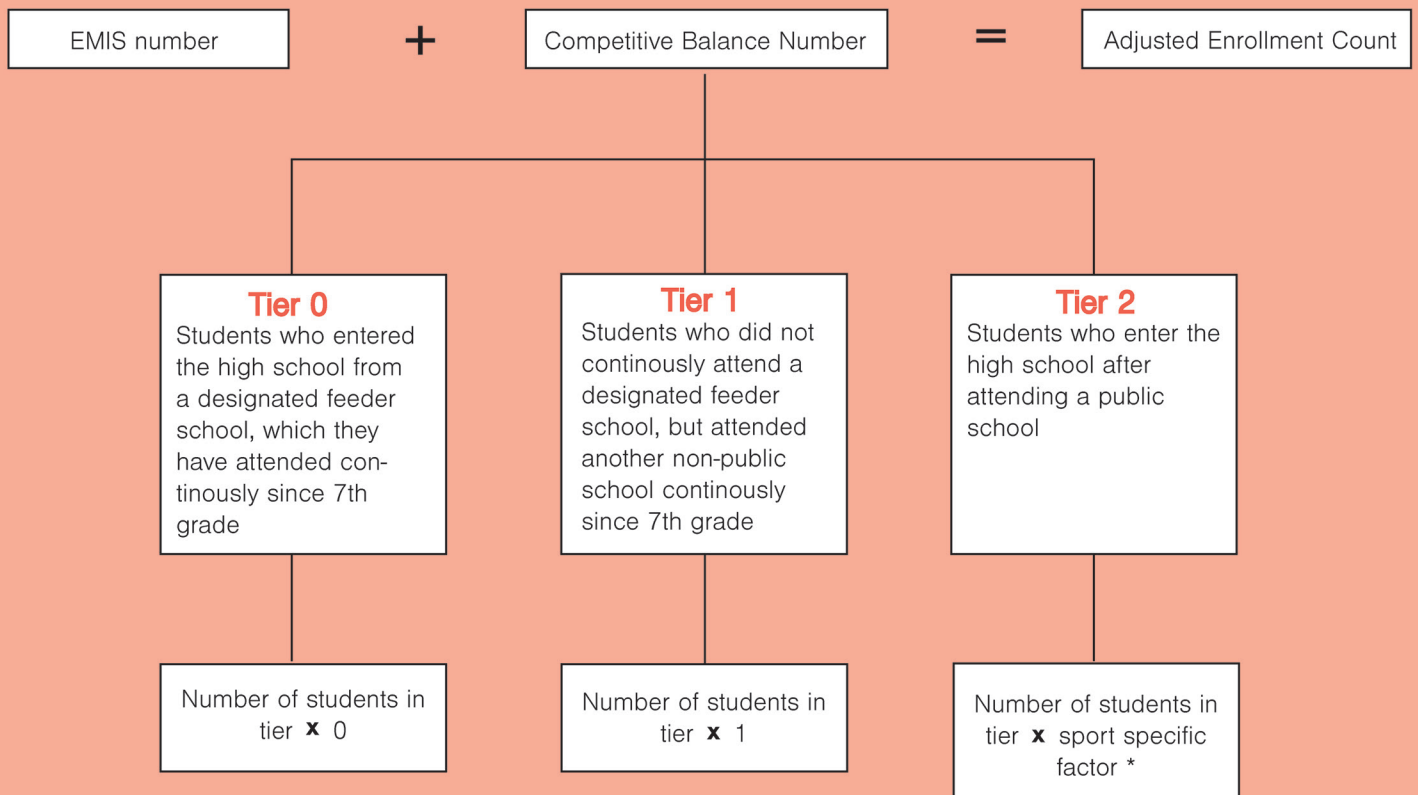 EMIS number + Competitive Balance Number = Adjusted Enrollment Count
Tier 0
Students who entered
the high school from
a designated feeder
school, which they
have attended con-
tinously since 7th
grade
Tier 1
Students who did not
continously attend a
designated feeder
school, but attended
another non-public
school continously
since 7th grade
Tier 2
Students who enter the
high school after
attending a public
school
Number of students in
tier x 0
Number of students in
tier x 1
Number of students in
tier x sport specific
factor *